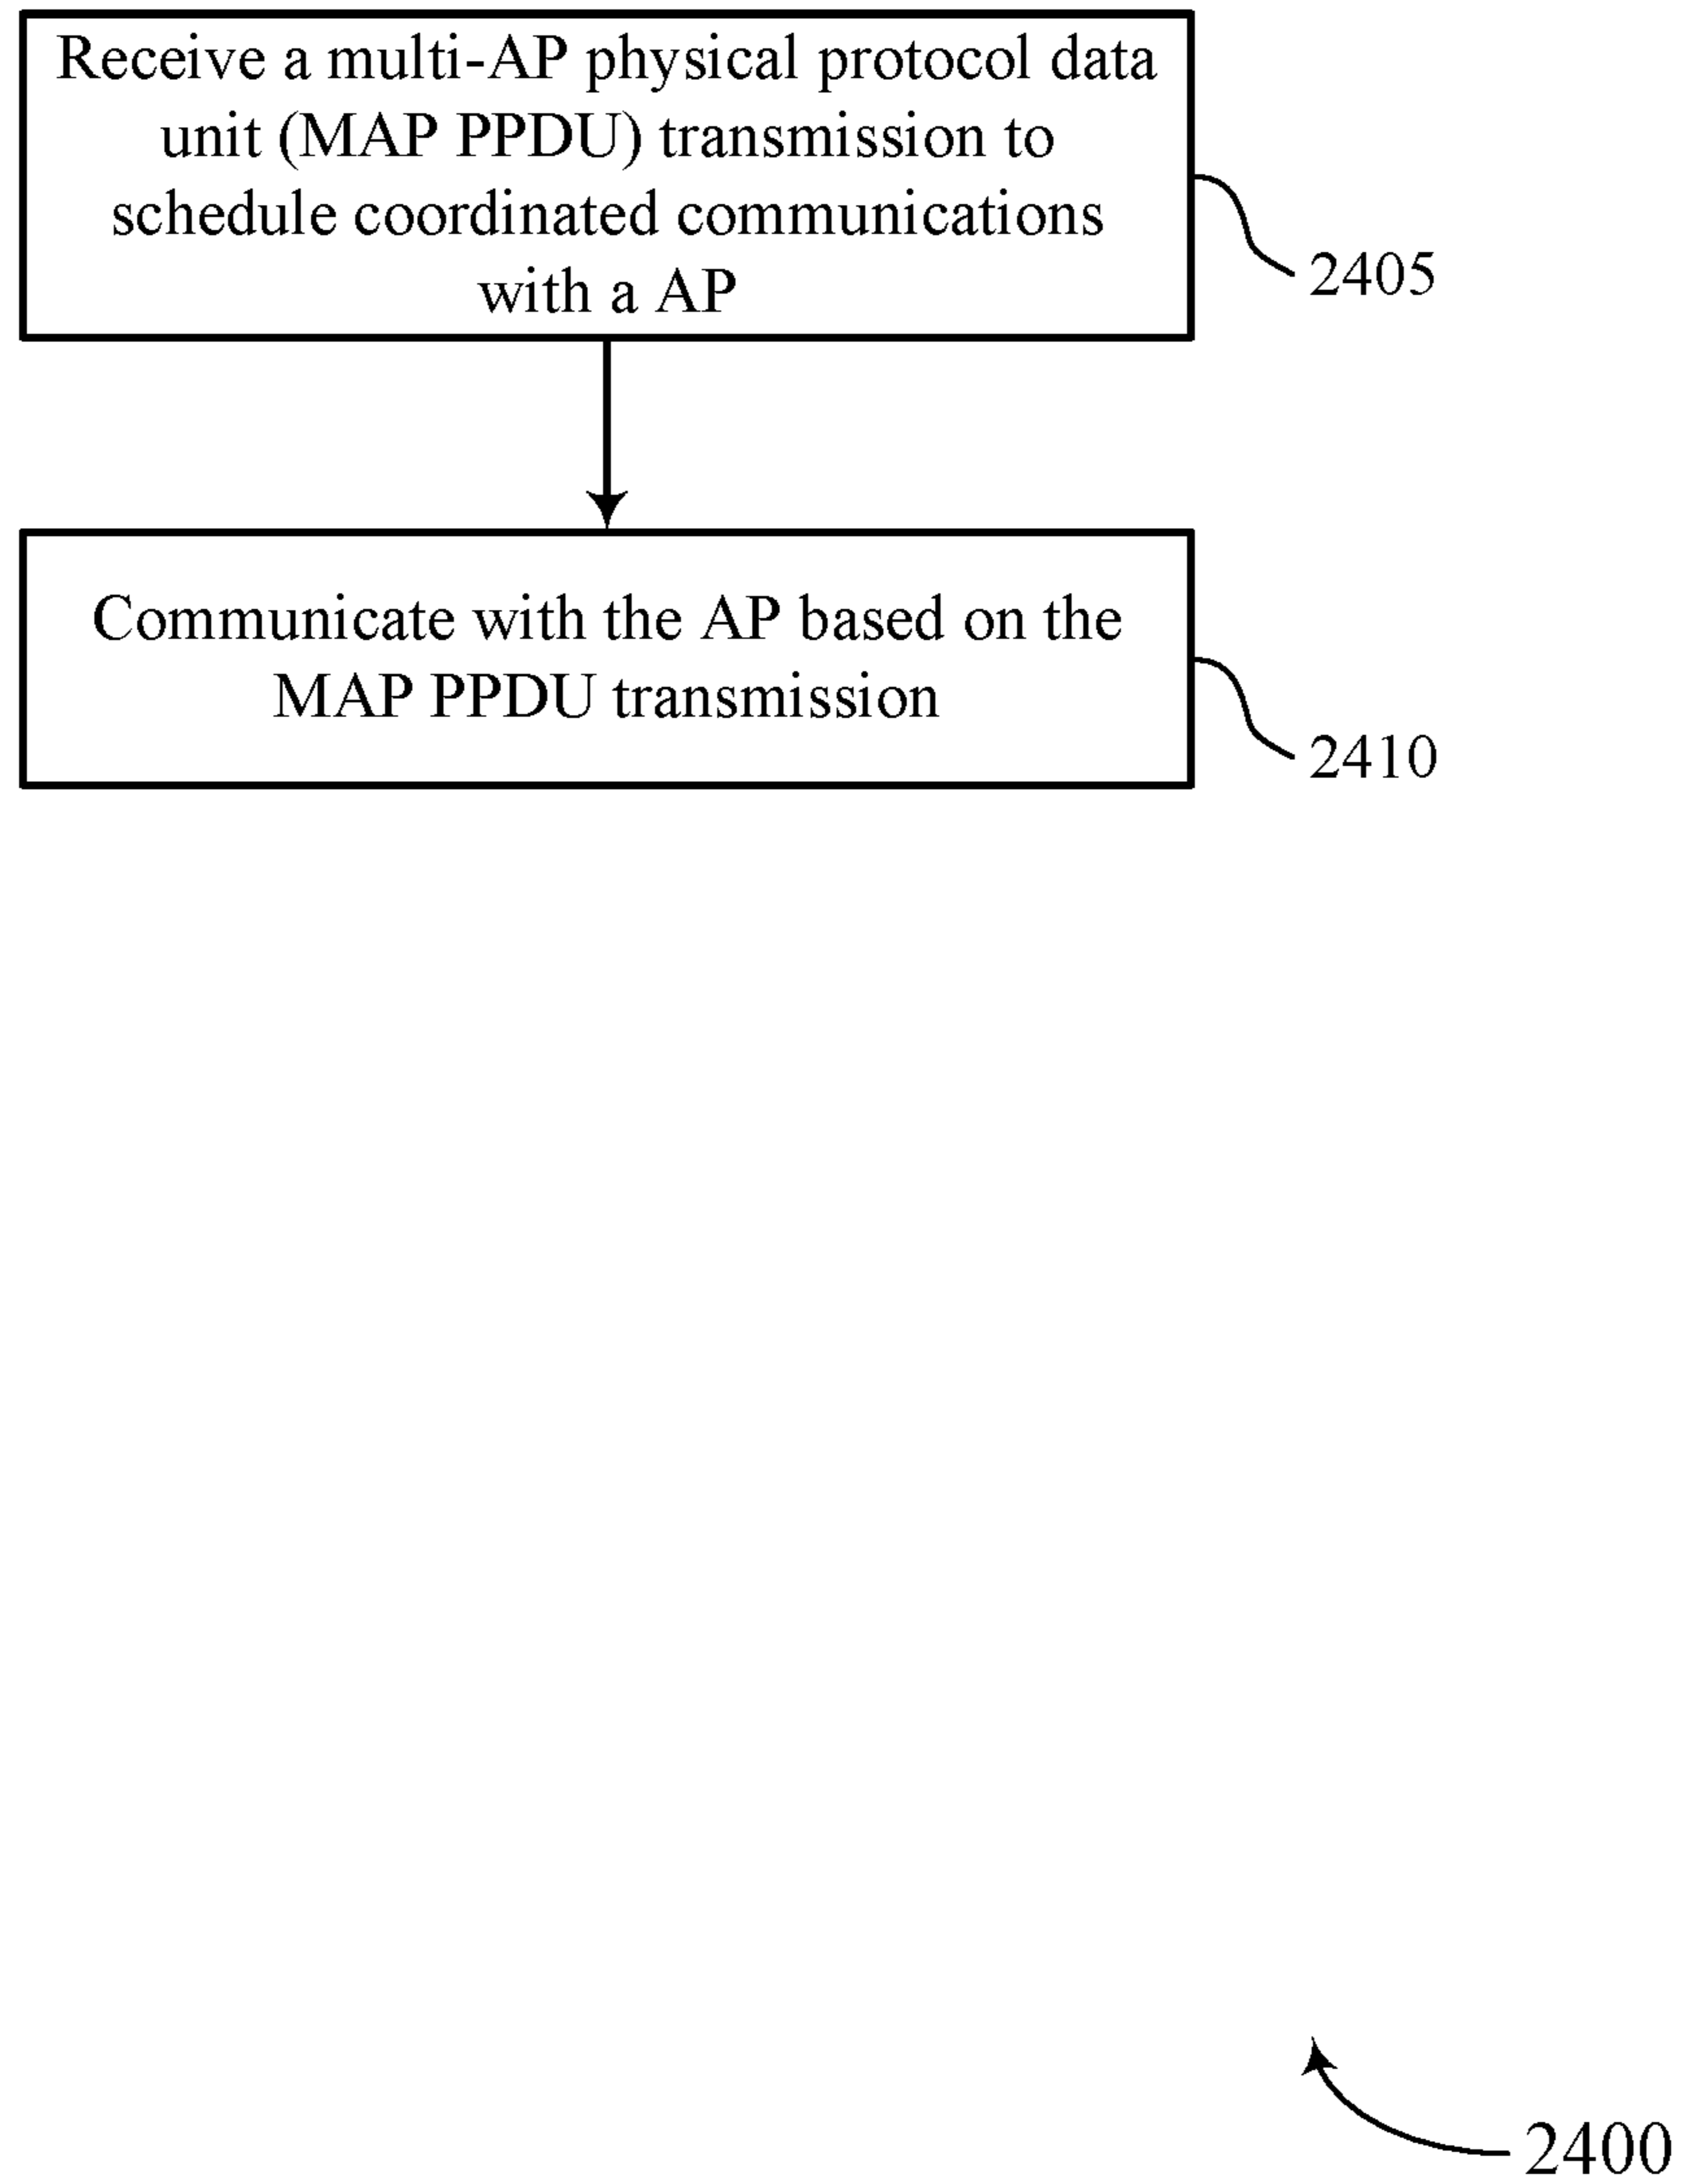 Receive a multi-AP physical protocol data
unit (MAP PPDU) transmission to
schedule coordinated communications
with a AP
2405
Communicate with the AP based on the
MAP PPDU transmission
2410
2400